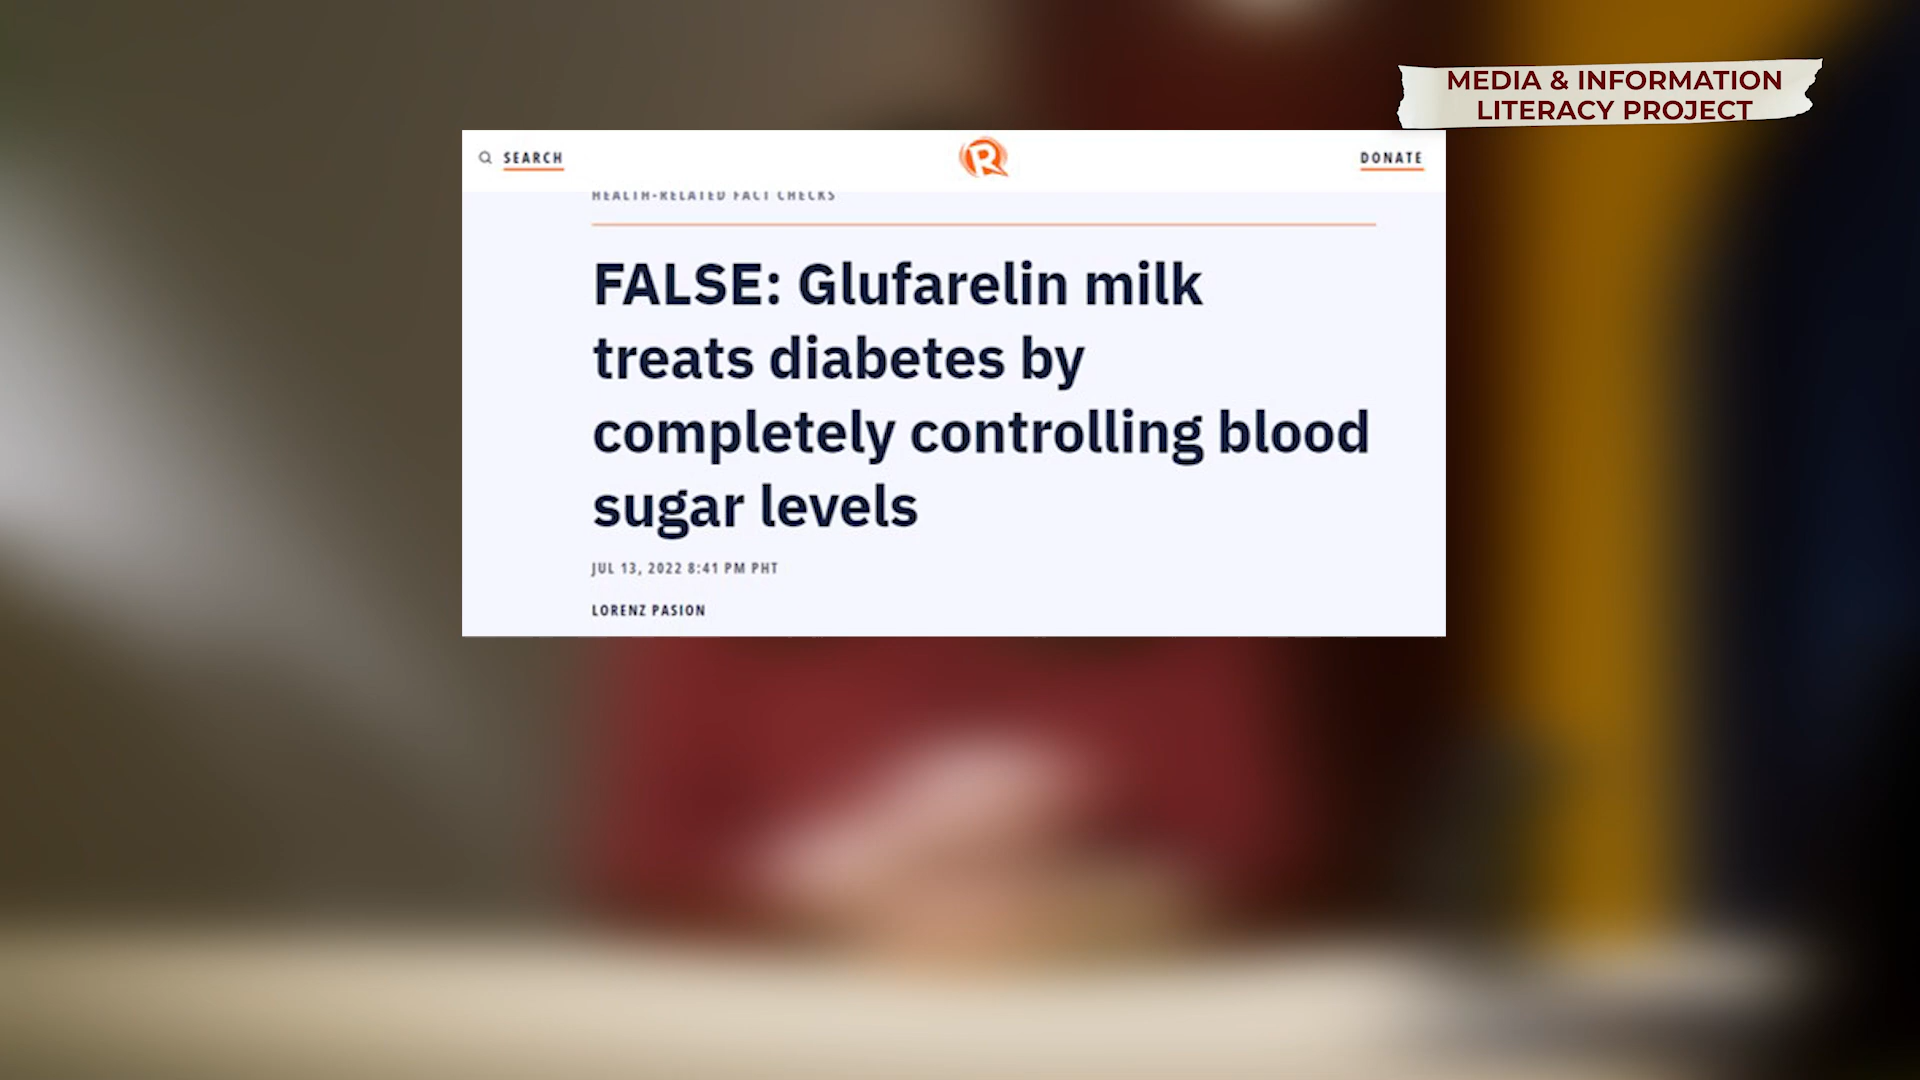 MEDIA & INFORMATION
LITERACY PROJECT
SEARCH
R
DONATE
HEALTH-RELATED FACT CHECKS
FALSE: Glufarelin milk
treats diabetes by
completely controlling blood
sugar levels
JUL 13, 2022 8:41 PM PHT
LORENZ PASION